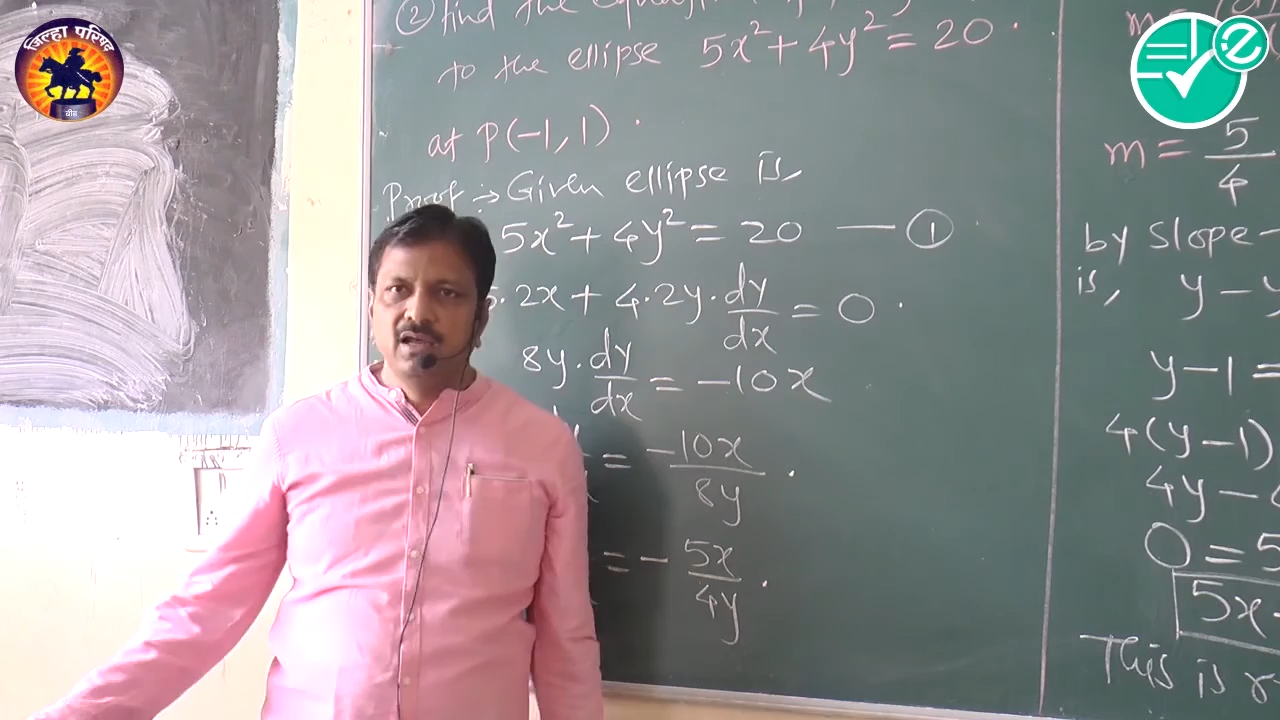 जिल्हा परिषद
बीड
② find the
to the ellipse 5x² + 4y² = 20 .
at P(-1, 1) .
Proof :→ Given ellipse is,
5x² + 4y² = 20 — ①
5·2x + 4·2y·dy/dx = 0 .
8y·dy/dx = -10x
= -10x/8y .
= - 5x/4y .
m =
m = 5/4
by slope-
is, y - y
y - 1 =
4(y - 1)
4y -
0 = 5
5x -
This is